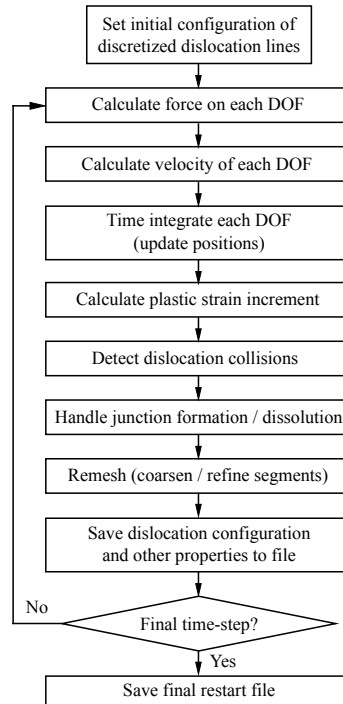 Set initial configuration of
discretized dislocation lines
Calculate force on each DOF
Calculate velocity of each DOF
Time integrate each DOF
(update positions)
Calculate plastic strain increment
Detect dislocation collisions
Handle junction formation / dissolution
Remesh (coarsen / refine segments)
Save dislocation configuration
and other properties to file
No
Final time-step?
Yes
Save final restart file